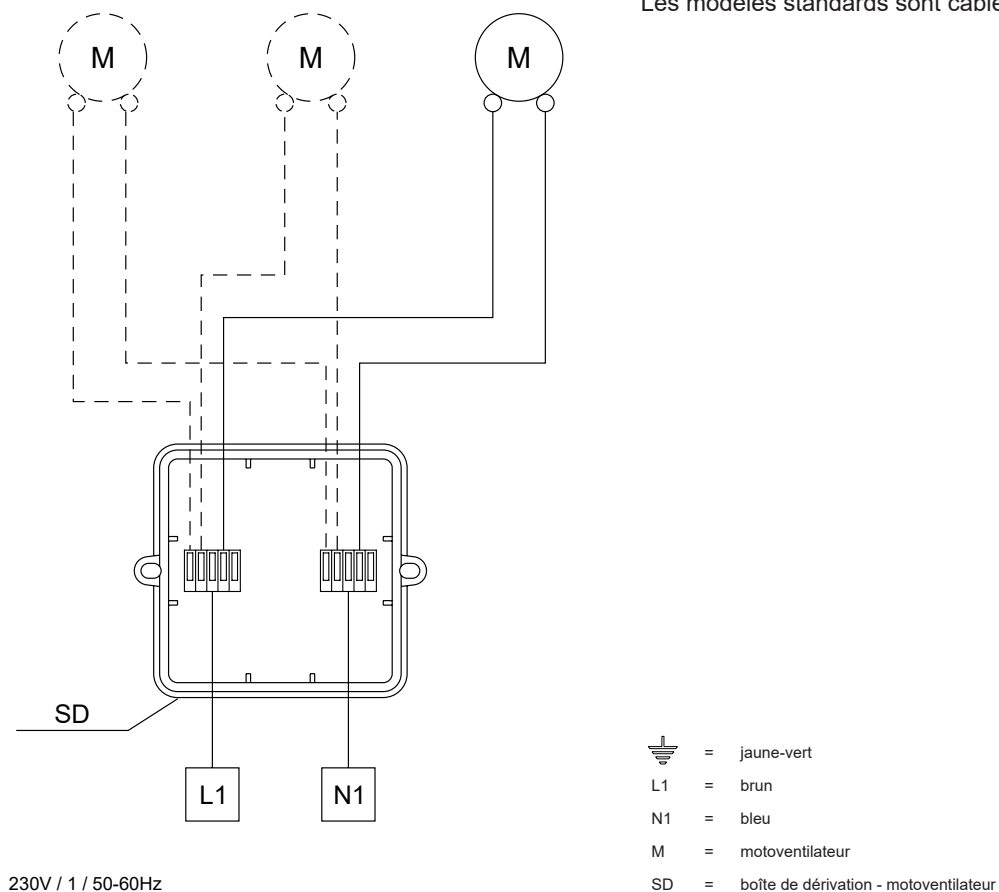 Les modèles standards sont câblé
M M M
SD
L1 N1
= jaune-vert
L1 = brun
N1 = bleu
M = motoventilateur
230V / 1 / 50-60Hz
SD = boîte de dérivation - motoventilateur